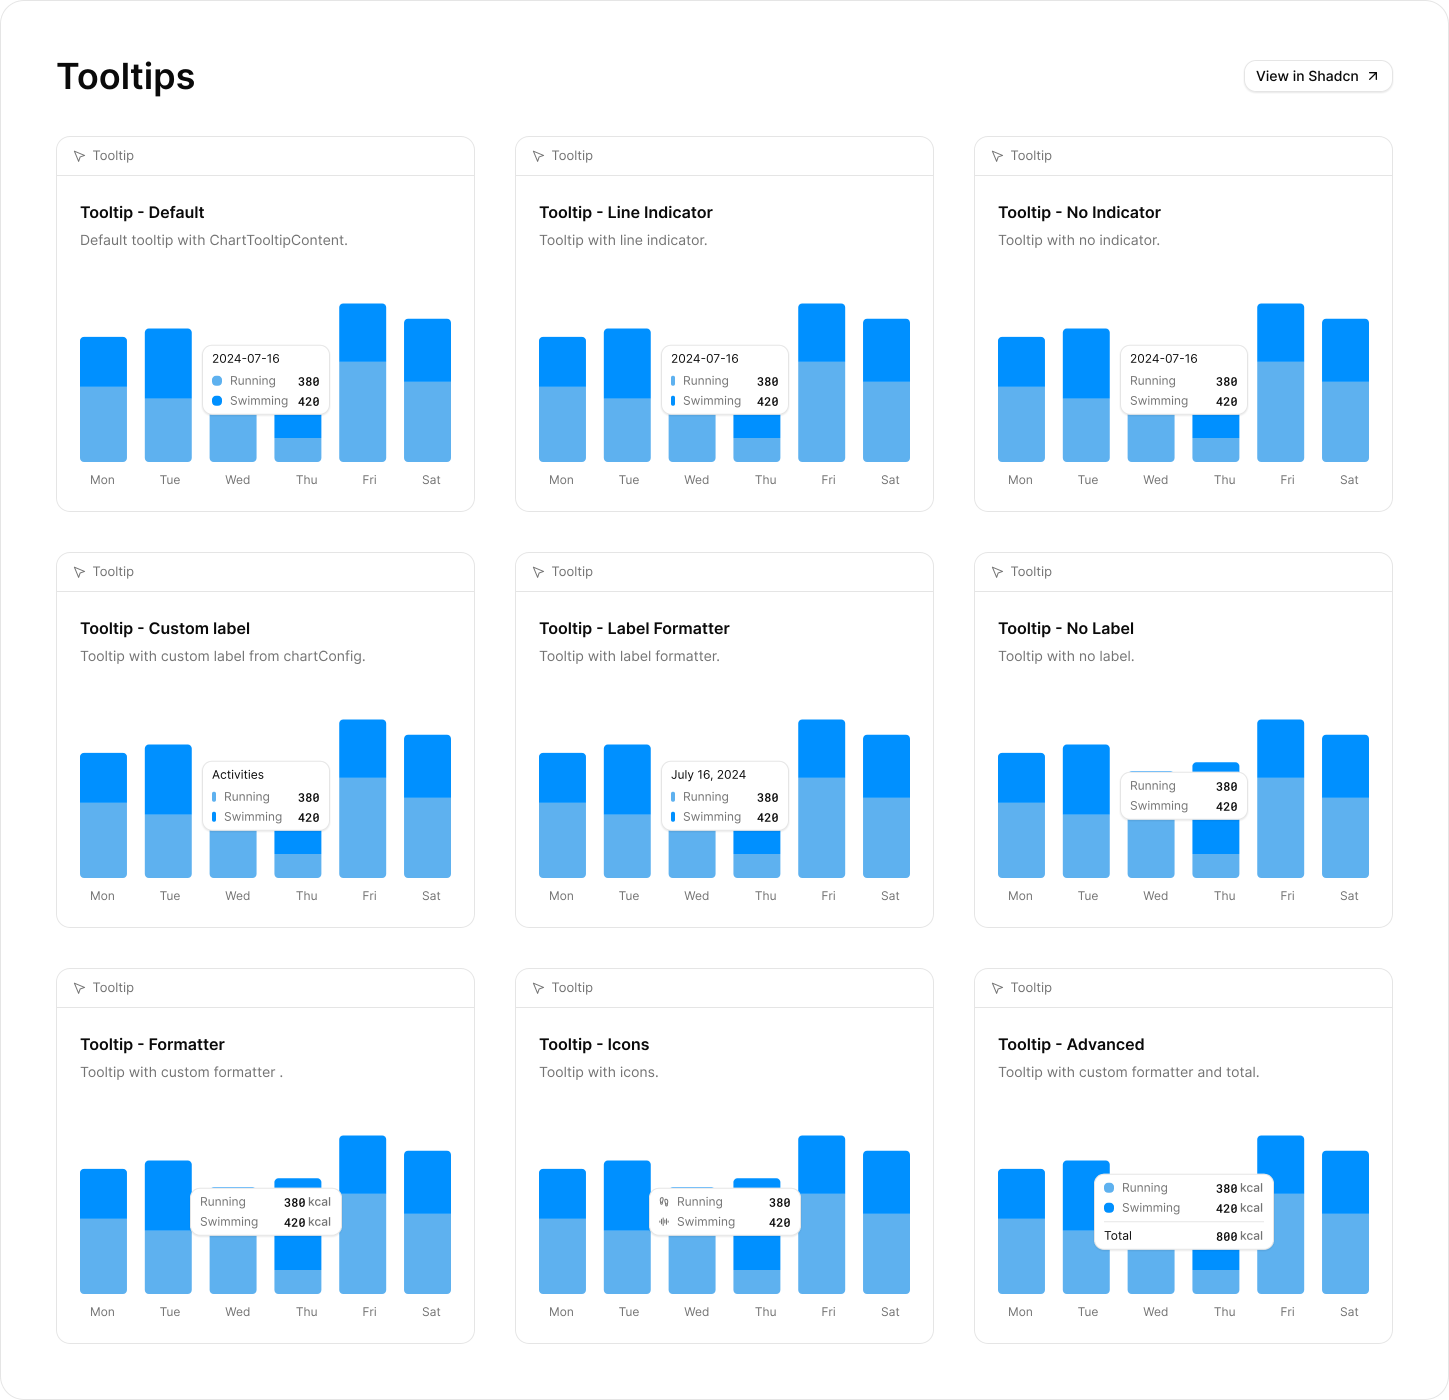 Tooltips
View in Shadcn
Tooltip
Tooltip - Default
Default tooltip with ChartTooltipContent.
2024-07-16
Running 380
Swimming 420
Mon Tue Wed Thu Fri Sat
Tooltip
Tooltip - Line Indicator
Tooltip with line indicator.
2024-07-16
Running 380
Swimming 420
Mon Tue Wed Thu Fri Sat
Tooltip
Tooltip - No Indicator
Tooltip with no indicator.
2024-07-16
Running 380
Swimming 420
Mon Tue Wed Thu Fri Sat
Tooltip
Tooltip - Custom label
Tooltip with custom label from chartConfig.
Activities
Running 380
Swimming 420
Mon Tue Wed Thu Fri Sat
Tooltip
Tooltip - Label Formatter
Tooltip with label formatter.
July 16, 2024
Running 380
Swimming 420
Mon Tue Wed Thu Fri Sat
Tooltip
Tooltip - No Label
Tooltip with no label.
Running 380
Swimming 420
Mon Tue Wed Thu Fri Sat
Tooltip
Tooltip - Formatter
Tooltip with custom formatter .
Running 380 kcal
Swimming 420 kcal
Mon Tue Wed Thu Fri Sat
Tooltip
Tooltip - Icons
Tooltip with icons.
Running 380
Swimming 420
Mon Tue Wed Thu Fri Sat
Tooltip
Tooltip - Advanced
Tooltip with custom formatter and total.
Running 380 kcal
Swimming 420 kcal
Total 800 kcal
Mon Tue Wed Thu Fri Sat